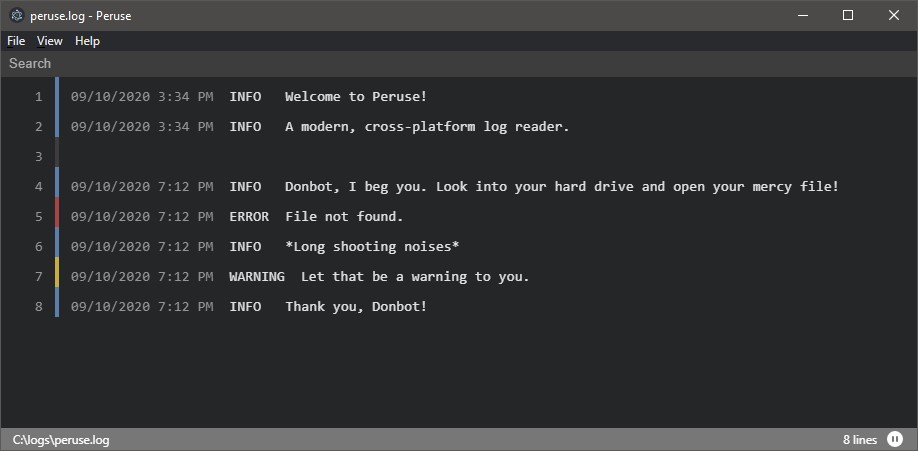 peruse.log - Peruse
File View Help
Search
1 09/10/2020 3:34 PM INFO Welcome to Peruse!
2 09/10/2020 3:34 PM INFO A modern, cross-platform log reader.
3
4 09/10/2020 7:12 PM INFO Donbot, I beg you. Look into your hard drive and open your mercy file!
5 09/10/2020 7:12 PM ERROR File not found.
6 09/10/2020 7:12 PM INFO *Long shooting noises*
7 09/10/2020 7:12 PM WARNING Let that be a warning to you.
8 09/10/2020 7:12 PM INFO Thank you, Donbot!
C:\logs\peruse.log 8 lines